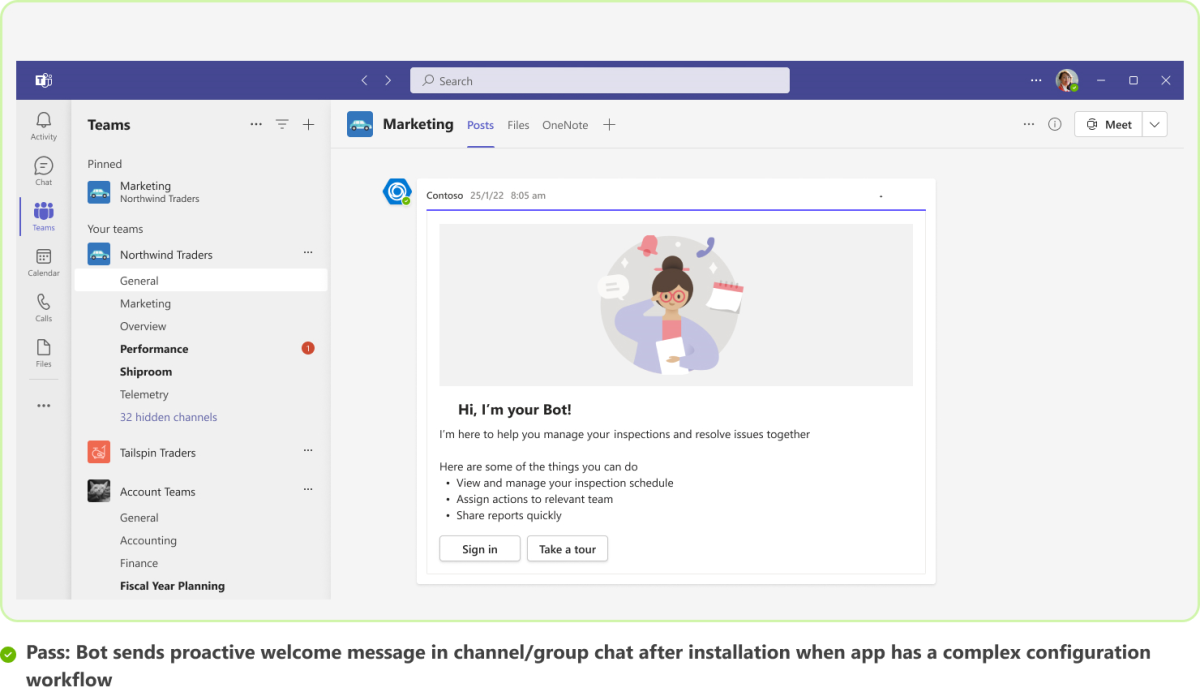 Search
Activity
Chat
Teams
Calendar
Calls
Files
Teams
Pinned
Marketing
Northwind Traders
Your teams
Northwind Traders
General
Marketing
Overview
Performance 1
Shiproom
Telemetry
32 hidden channels
Tailspin Traders
Account Teams
General
Accounting
Finance
Fiscal Year Planning
Marketing Posts Files OneNote
Meet
Contoso 25/1/22 8:05 am
Hi, I'm your Bot!
I'm here to help you manage your inspections and resolve issues together
Here are some of the things you can do
• View and manage your inspection schedule
• Assign actions to relevant team
• Share reports quickly
Sign in Take a tour
Pass: Bot sends proactive welcome message in channel/group chat after installation when app has a complex configuration
workflow